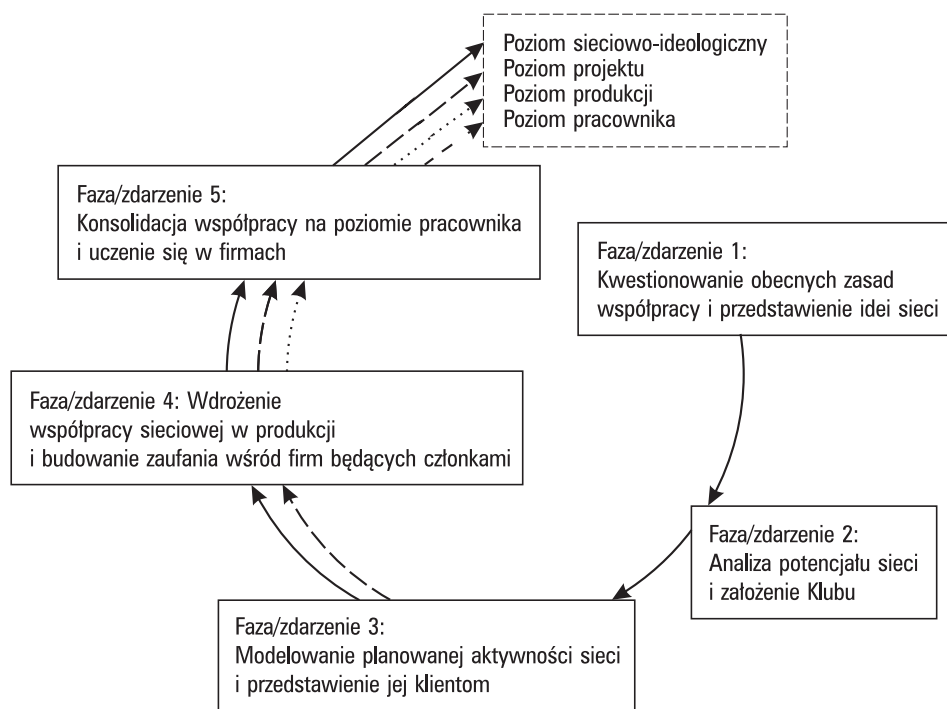 Poziom sieciowo-ideologiczny
Poziom projektu
Poziom produkcji
Poziom pracownika
Faza/zdarzenie 5:
Konsolidacja współpracy na poziomie pracownika
i uczenie się w firmach
Faza/zdarzenie 1:
Kwestionowanie obecnych zasad
współpracy i przedstawienie idei sieci
Faza/zdarzenie 4: Wdrożenie
współpracy sieciowej w produkcji
i budowanie zaufania wśród firm będących członkami
Faza/zdarzenie 2:
Analiza potencjału sieci
i założenie Klubu
Faza/zdarzenie 3:
Modelowanie planowanej aktywności sieci
i przedstawienie jej klientom